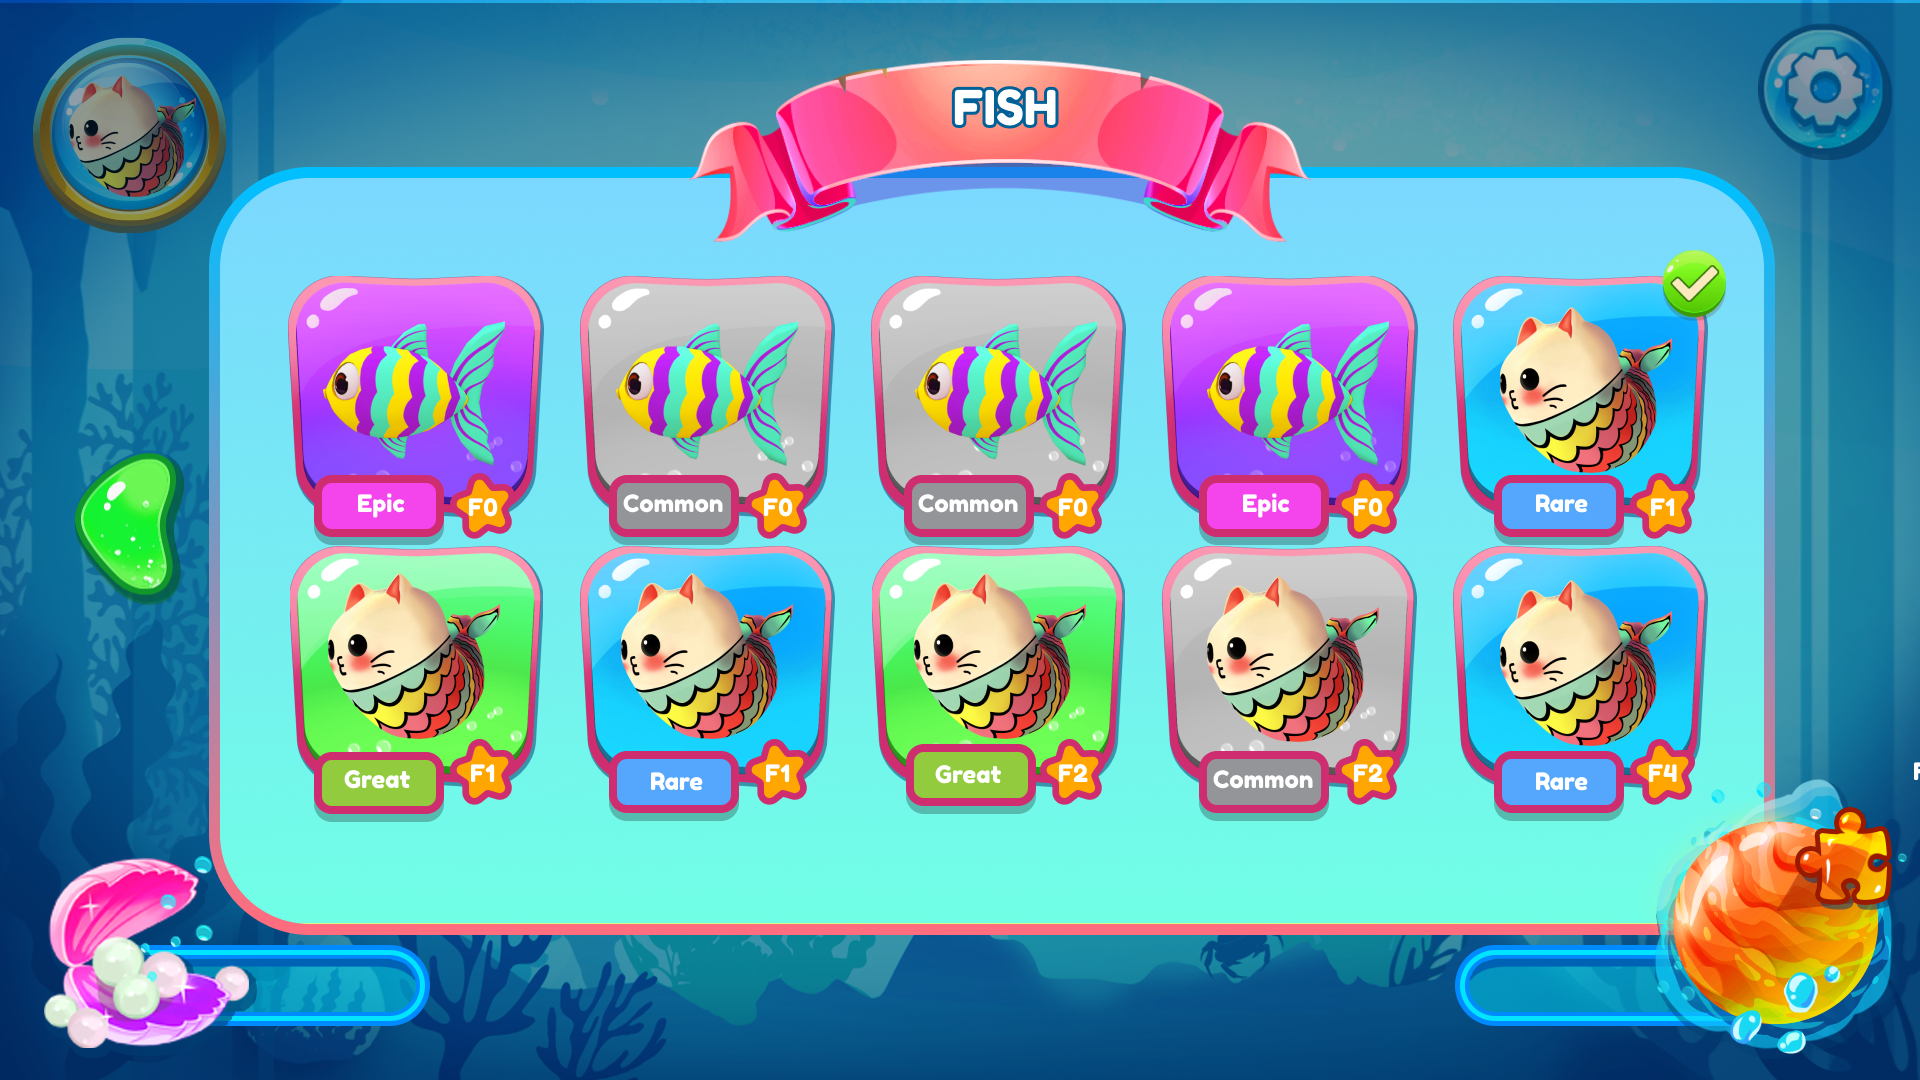 FISH
Epic F0
Common F0
Common F0
Epic F0
Rare F1
Great F1
Rare F1
Great F2
Common F2
Rare F4